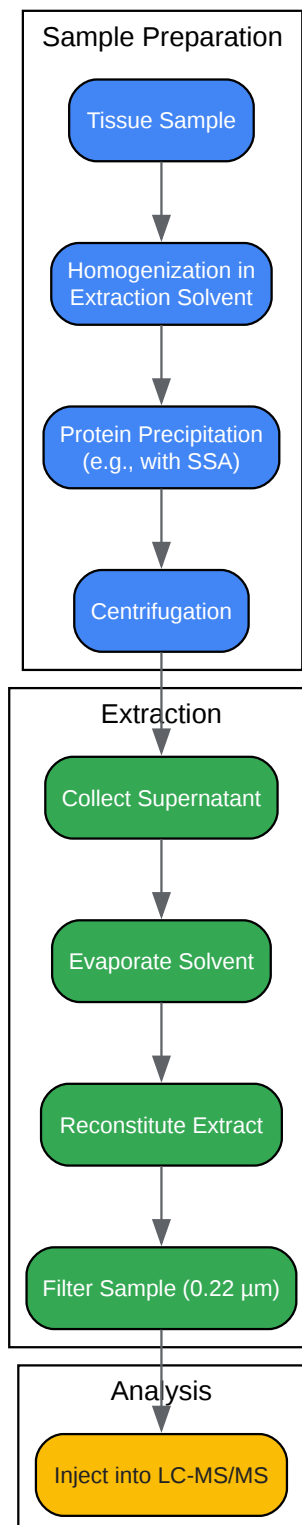 Sample Preparation
Tissue Sample
Homogenization in
Extraction Solvent
Protein Precipitation
(e.g., with SSA)
Centrifugation
Extraction
Collect Supernatant
Evaporate Solvent
Reconstitute Extract
Filter Sample (0.22 µm)
Analysis
Inject into LC-MS/MS